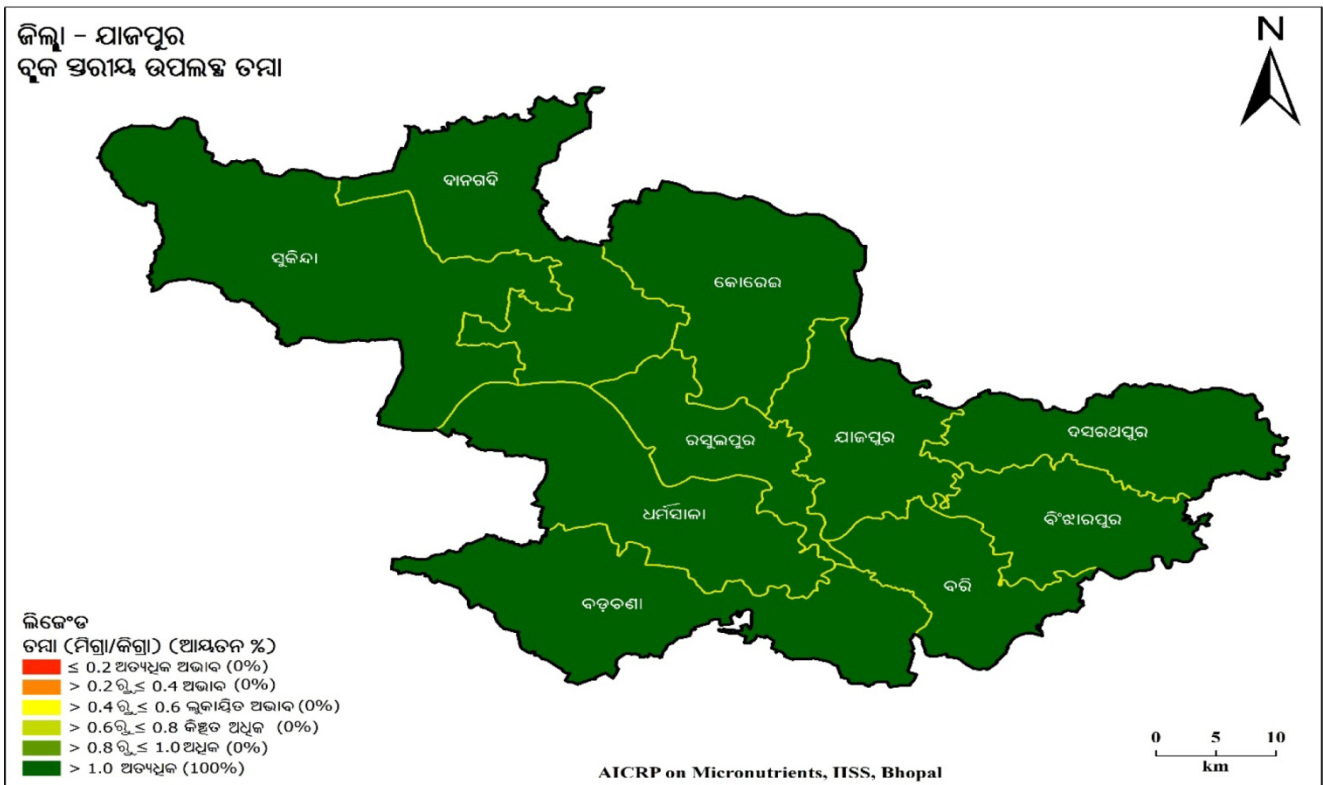 ଜିଲ୍ଲା – ଯାଜପୁର
ବ୍ଲକ ସ୍ତରୀୟ ଉପଲବ୍ଧ ତମ୍ବା
N
ଦାନଗଦି
ସୁକିନ୍ଦା
କୋରେଇ
ରସୁଲପୁର
ଯାଜପୁର
ଦସରଥପୁର
ଧର୍ମସାଳା
ବିଂଝାରପୁର
ବରି
ବଡ଼ଚଣା
ଲିଜେଂଡ
ତମ୍ବା (ମିଗ୍ରା/କିଗ୍ରା) (ଆୟତନ %)
≤ 0.2 ଅତ୍ୟଧିକ ଅଭାବ (0%)
> 0.2 ରୁ ≤ 0.4 ଅଭାବ (0%)
> 0.4 ରୁ ≤ 0.6 ଲୁକାୟିତ ଅଭାବ (0%)
> 0.6 ରୁ ≤ 0.8 କିଞ୍ଚିତ ଅଧିକ (0%)
> 0.8 ରୁ ≤ 1.0 ଅଧିକ (0%)
> 1.0 ଅତ୍ୟଧିକ (100%)
0 5 10
km
AICRP on Micronutrients, IISS, Bhopal